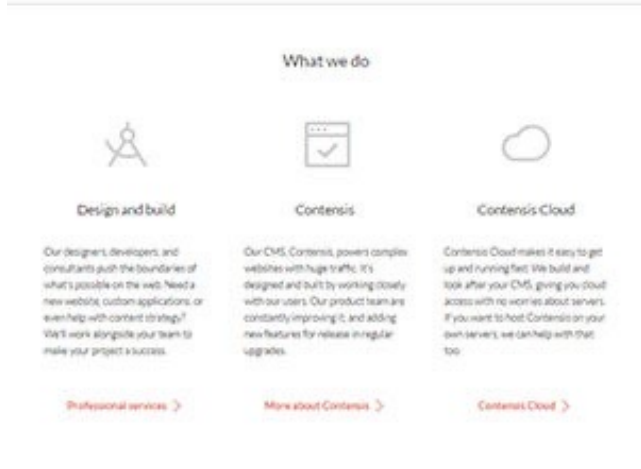 What we do
Design and build
Contensis
Contensis Cloud
Our designers, developers, and
consultants push the boundaries of
what's possible on the web. Need a
new website, custom applications, or
even help with content strategy?
We'll work alongside your team to
make your project a success.
Our CMS, Contensis, powers complex
websites with huge traffic. It's
designed and built by working closely
with our users. Our product team are
constantly improving it, and adding
new features for release in regular
upgrades.
Contensis Cloud makes it easy to get
up and running fast. We build and
look after your CMS, giving you cloud
access with no worries about servers.
If you want to host Contensis on your
own servers, we can help with that
too.
Professional services
More about Contensis
Contensis Cloud